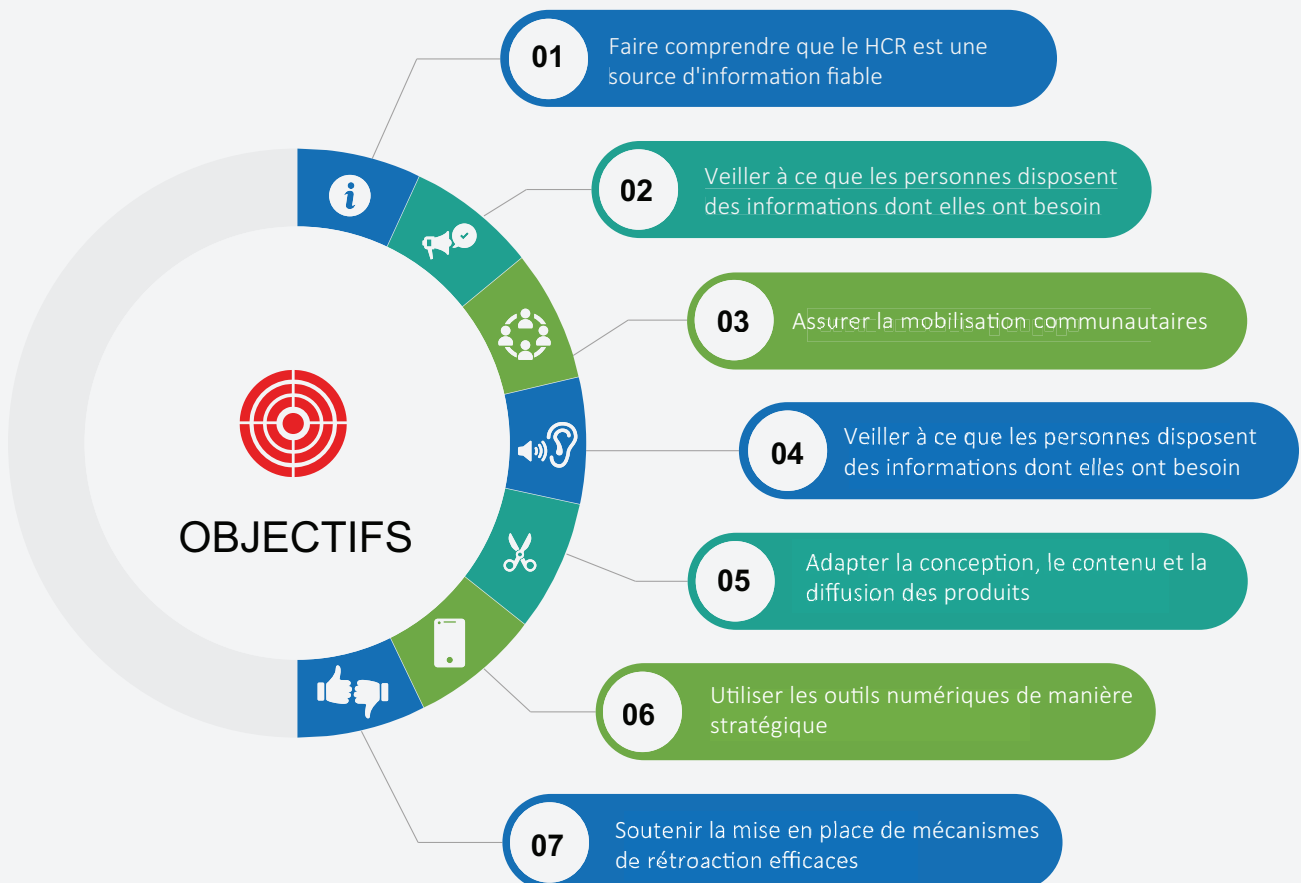 01
Faire comprendre que le HCR est une
source d'information fiable
02
Veiller à ce que les personnes disposent
des informations dont elles ont besoin
03
Assurer la mobilisation communautaires
04
Veiller à ce que les personnes disposent
des informations dont elles ont besoin
OBJECTIFS
05
Adapter la conception, le contenu et la
diffusion des produits
06
Utiliser les outils numériques de manière
stratégique
07
Soutenir la mise en place de mécanismes
de rétroaction efficaces